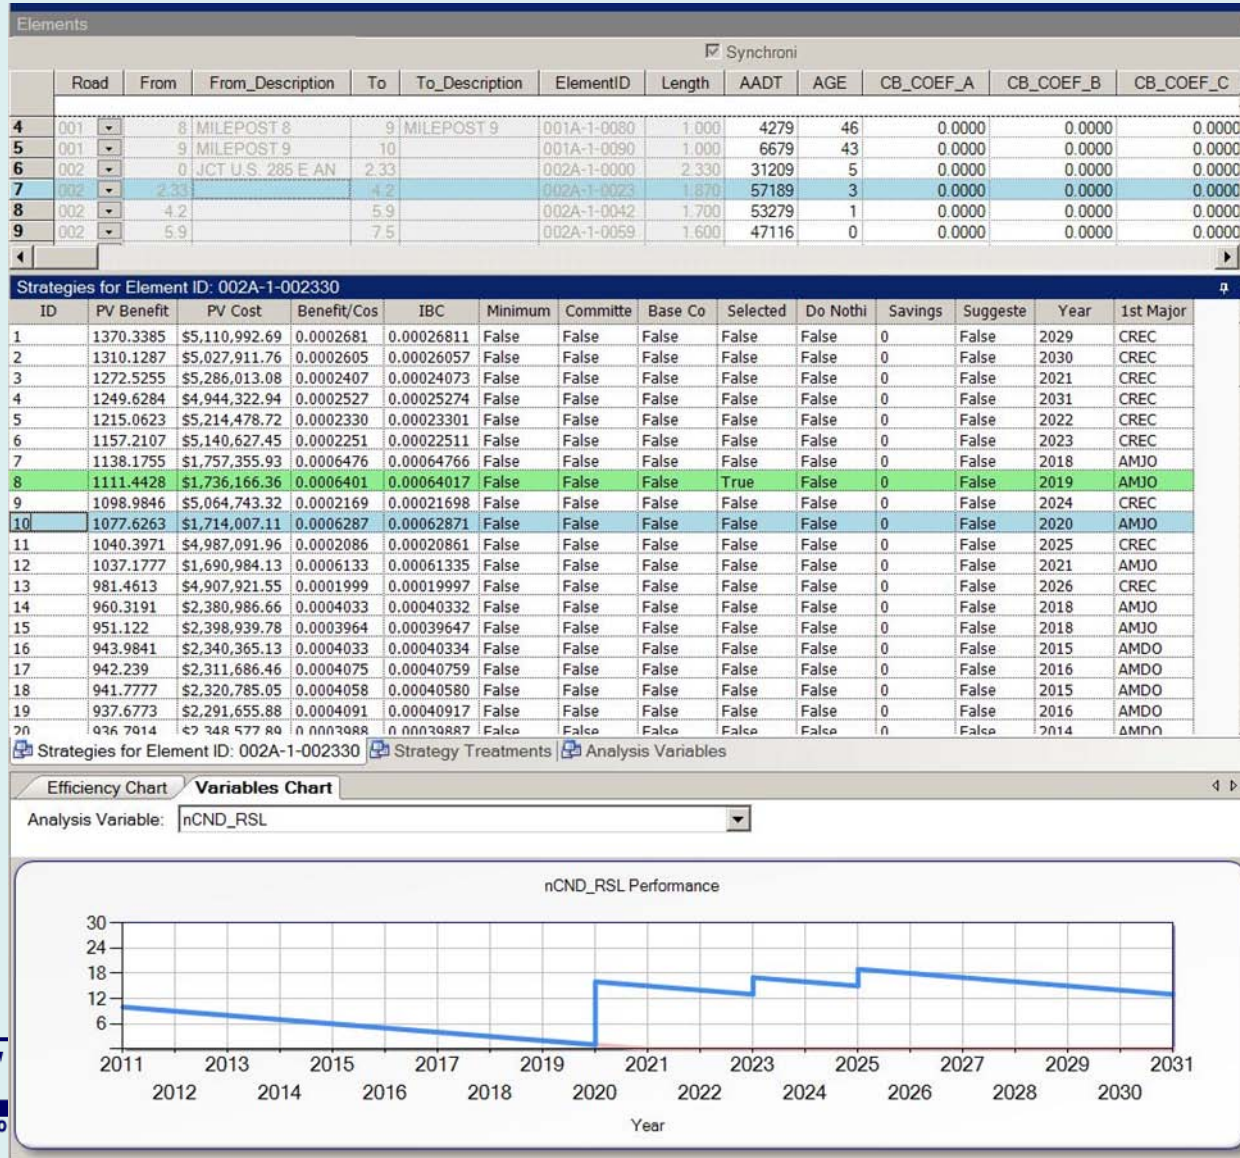 Elements
Synchroni
Road From From_Description To To_Description ElementID Length AADT AGE CB_COEF_A CB_COEF_B CB_COEF_C
4 001 8 MILEPOST 8 9 MILEPOST 9 001A-1-0080 1.000 4279 46 0.0000 0.0000 0.0000
5 001 9 MILEPOST 9 10 001A-1-0090 1.000 6679 43 0.0000 0.0000 0.0000
6 002 0 JCT U.S. 285 E AN 2.33 002A-1-0000 2.330 31209 5 0.0000 0.0000 0.0000
7 002 2.33 4.2 002A-1-0023 1.870 57189 3 0.0000 0.0000 0.0000
8 002 4.2 5.9 002A-1-0042 1.700 53279 1 0.0000 0.0000 0.0000
9 002 5.9 7.5 002A-1-0059 1.600 47116 0 0.0000 0.0000 0.0000
Strategies for Element ID: 002A-1-002330
ID PV Benefit PV Cost Benefit/Cos IBC Minimum Committe Base Co Selected Do Nothi Savings Suggeste Year 1st Major
1 1370.3385 $5,110,992.69 0.0002681 0.00026811 False False False False False 0 False 2029 CREC
2 1310.1287 $5,027,911.76 0.0002605 0.00026057 False False False False False 0 False 2030 CREC
3 1272.5255 $5,286,013.08 0.0002407 0.00024073 False False False False False 0 False 2021 CREC
4 1249.6284 $4,944,322.94 0.0002527 0.00025274 False False False False False 0 False 2031 CREC
5 1215.0623 $5,214,478.72 0.0002330 0.00023301 False False False False False 0 False 2022 CREC
6 1157.2107 $5,140,627.45 0.0002251 0.00022511 False False False False False 0 False 2023 CREC
7 1138.1755 $1,757,355.93 0.0006476 0.00064766 False False False False False 0 False 2018 AMJO
8 1111.4428 $1,736,166.36 0.0006401 0.00064017 False False False True False 0 False 2019 AMJO
9 1098.9846 $5,064,743.32 0.0002169 0.00021698 False False False False False 0 False 2024 CREC
10 1077.6263 $1,714,007.11 0.0006287 0.00062871 False False False False False 0 False 2020 AMJO
11 1040.3971 $4,987,091.96 0.0002086 0.00020861 False False False False False 0 False 2025 CREC
12 1037.1777 $1,690,984.13 0.0006133 0.00061335 False False False False False 0 False 2021 AMJO
13 981.4613 $4,907,921.55 0.0001999 0.00019997 False False False False False 0 False 2026 CREC
14 960.3191 $2,380,986.66 0.0004033 0.00040332 False False False False False 0 False 2018 AMJO
15 951.122 $2,398,939.78 0.0003964 0.00039647 False False False False False 0 False 2018 AMJO
16 943.9841 $2,340,365.13 0.0004033 0.00040334 False False False False False 0 False 2015 AMDO
17 942.239 $2,311,686.46 0.0004075 0.00040759 False False False False False 0 False 2016 AMDO
18 941.7777 $2,320,785.05 0.0004058 0.00040580 False False False False False 0 False 2015 AMDO
19 937.6773 $2,291,655.88 0.0004091 0.00040917 False False False False False 0 False 2016 AMDO
20 936.7914 $2,348,577.89 0.0003988 0.00039887 False False False False False 0 False 2014 AMDO
Strategies for Element ID: 002A-1-002330 Strategy Treatments Analysis Variables
Efficiency Chart Variables Chart
Analysis Variable: nCND_RSL
nCND_RSL Performance
30
24
18
12
6
2011 2013 2015 2017 2019 2021 2023 2025 2027 2029 2031
2012 2014 2016 2018 2020 2022 2024 2026 2028 2030
Year